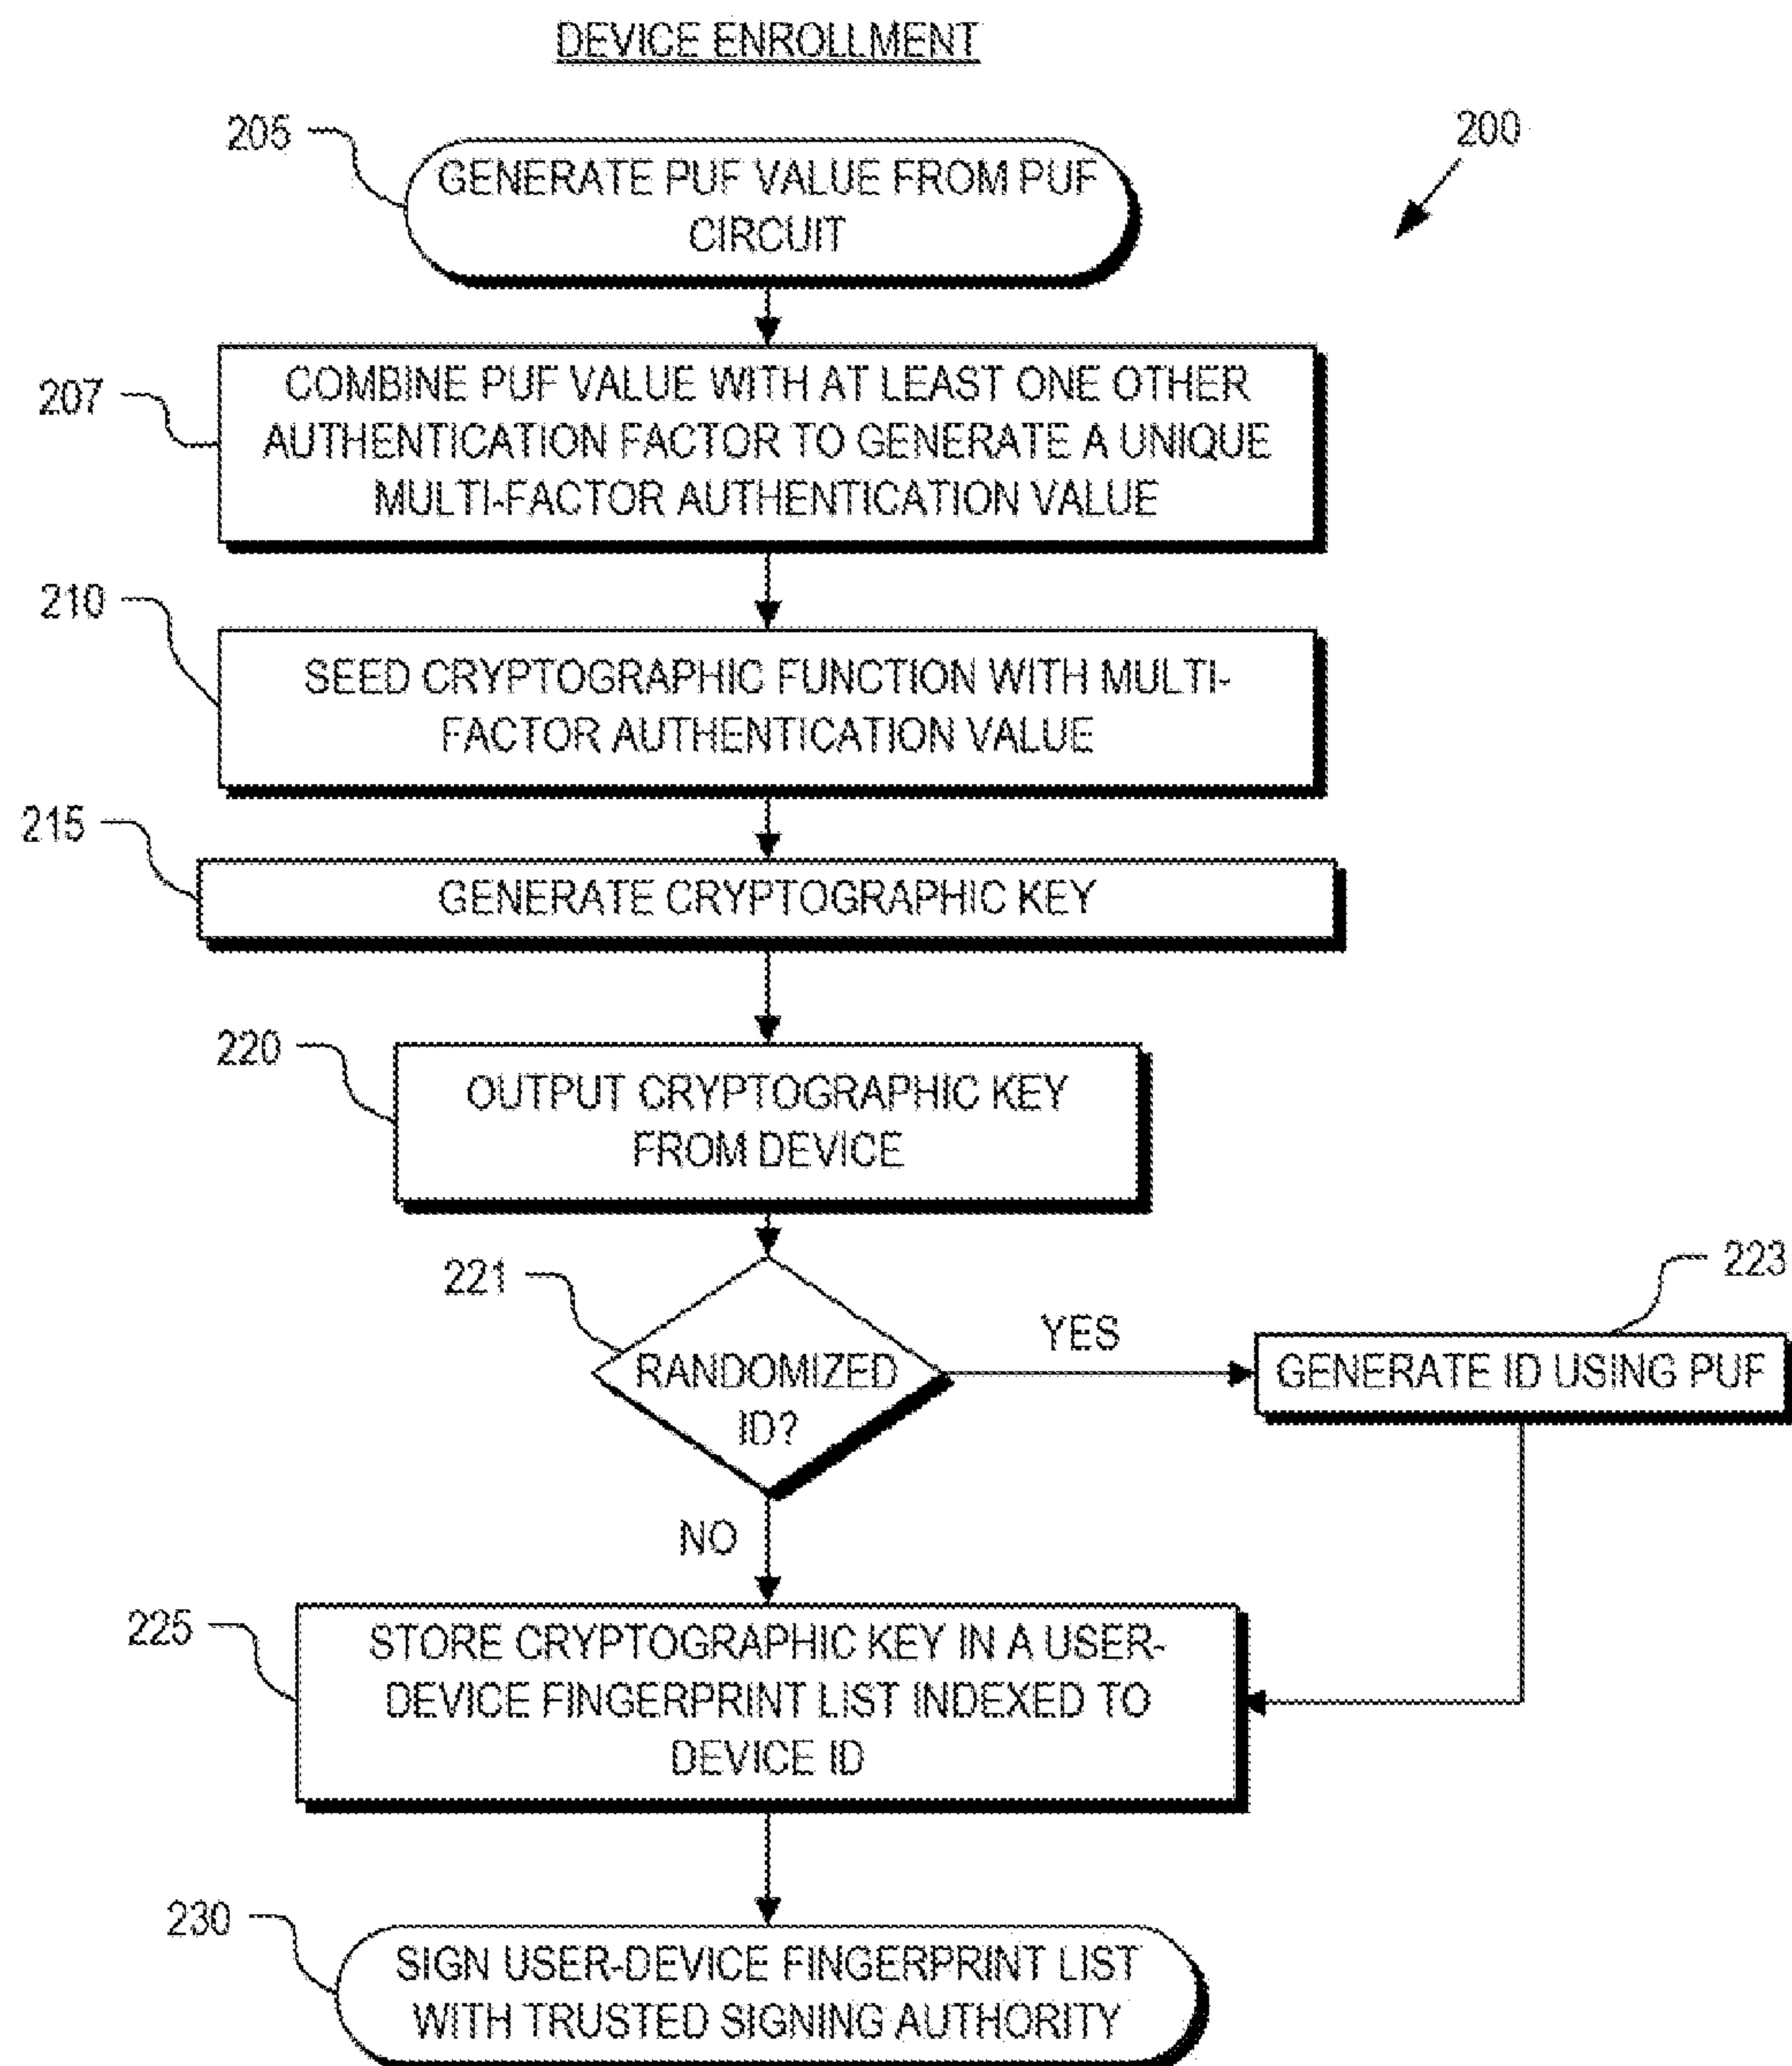 DEVICE ENROLLMENT
200
205
GENERATE PUF VALUE FROM PUF
CIRCUIT
207
COMBINE PUF VALUE WITH AT LEAST ONE OTHER
AUTHENTICATION FACTOR TO GENERATE A UNIQUE
MULTI-FACTOR AUTHENTICATION VALUE
210
SEED CRYPTOGRAPHIC FUNCTION WITH MULTI-
FACTOR AUTHENTICATION VALUE
215
GENERATE CRYPTOGRAPHIC KEY
220
OUTPUT CRYPTOGRAPHIC KEY
FROM DEVICE
221
RANDOMIZED
ID?
YES
223
GENERATE ID USING PUF
NO
225
STORE CRYPTOGRAPHIC KEY IN A USER-
DEVICE FINGERPRINT LIST INDEXED TO
DEVICE ID
230
SIGN USER-DEVICE FINGERPRINT LIST
WITH TRUSTED SIGNING AUTHORITY